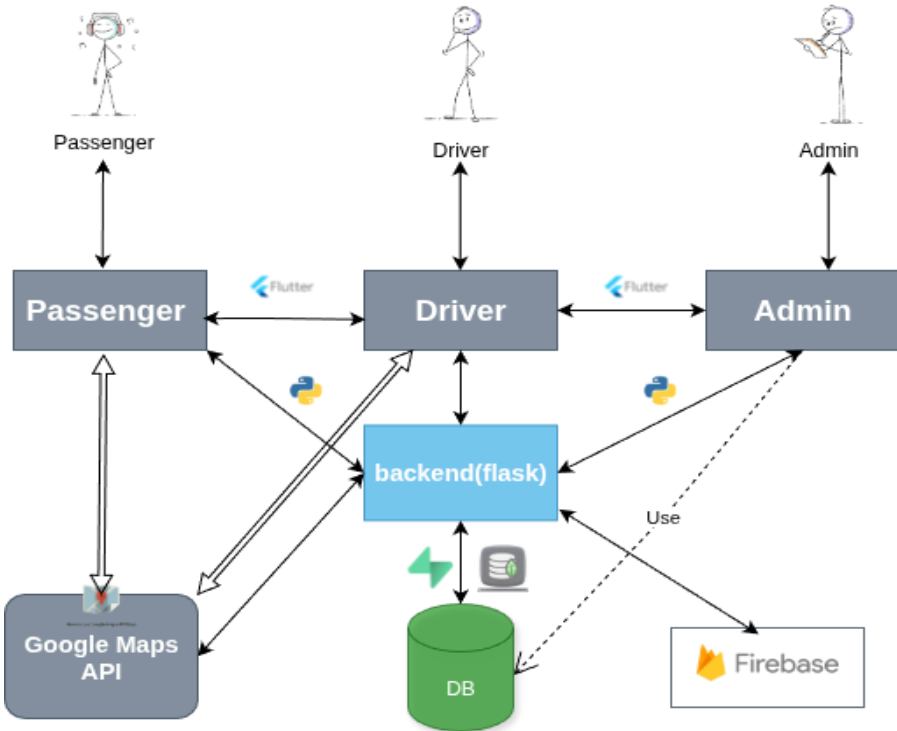 Passenger
Driver
Admin
Flutter
Flutter
Passenger
Driver
Admin
backend(flask)
Use
Google Maps
API
DB
Firebase